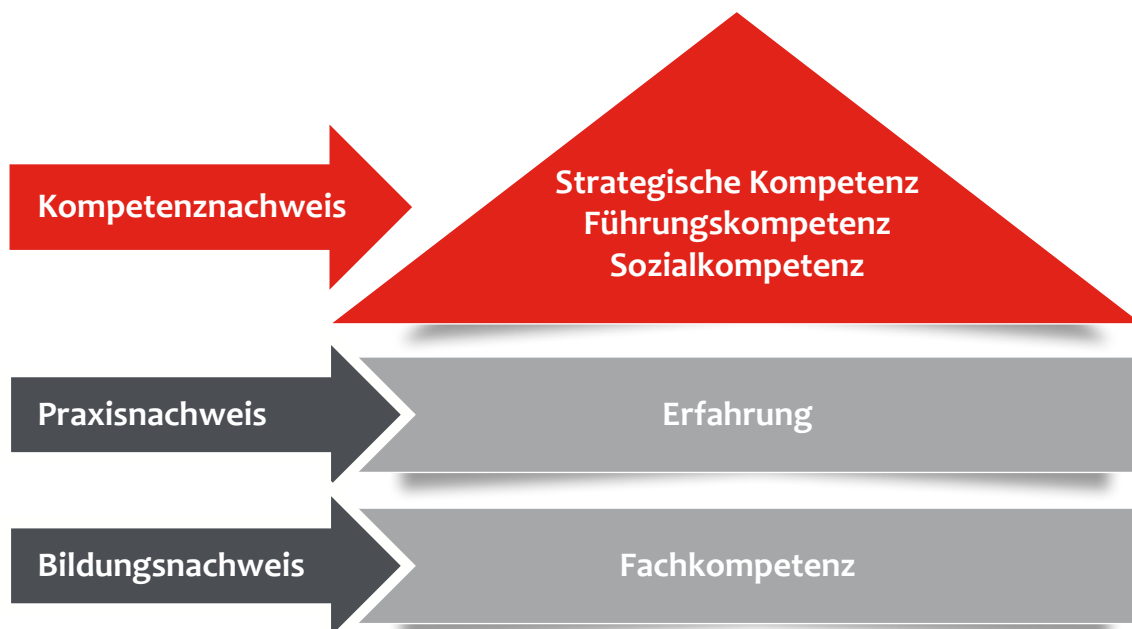 Kompetenznachweis
Strategische Kompetenz
Führungskompetenz
Sozialkompetenz
Praxisnachweis
Erfahrung
Bildungsnachweis
Fachkompetenz